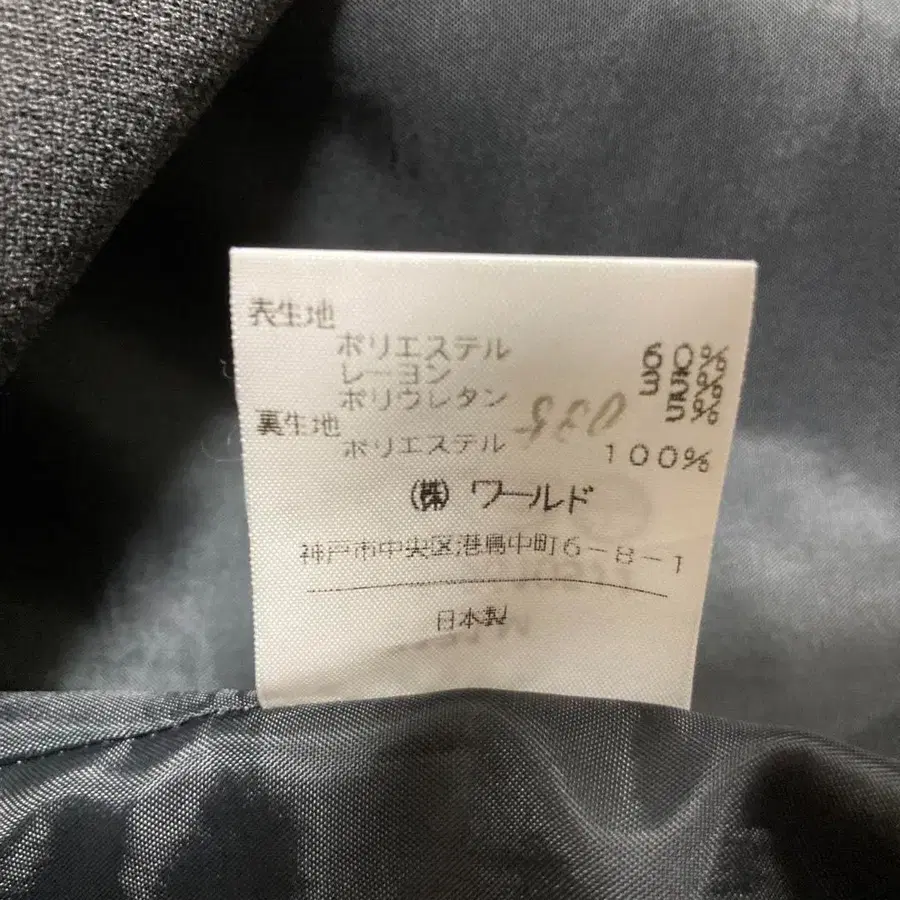 表生地
ポリエステル 60%
レーヨン 35%
ポリウレタン 5%
裏生地
ポリエステル 100%
(株) ワールド
神戸市中央区港島中町6-8-1
日本製